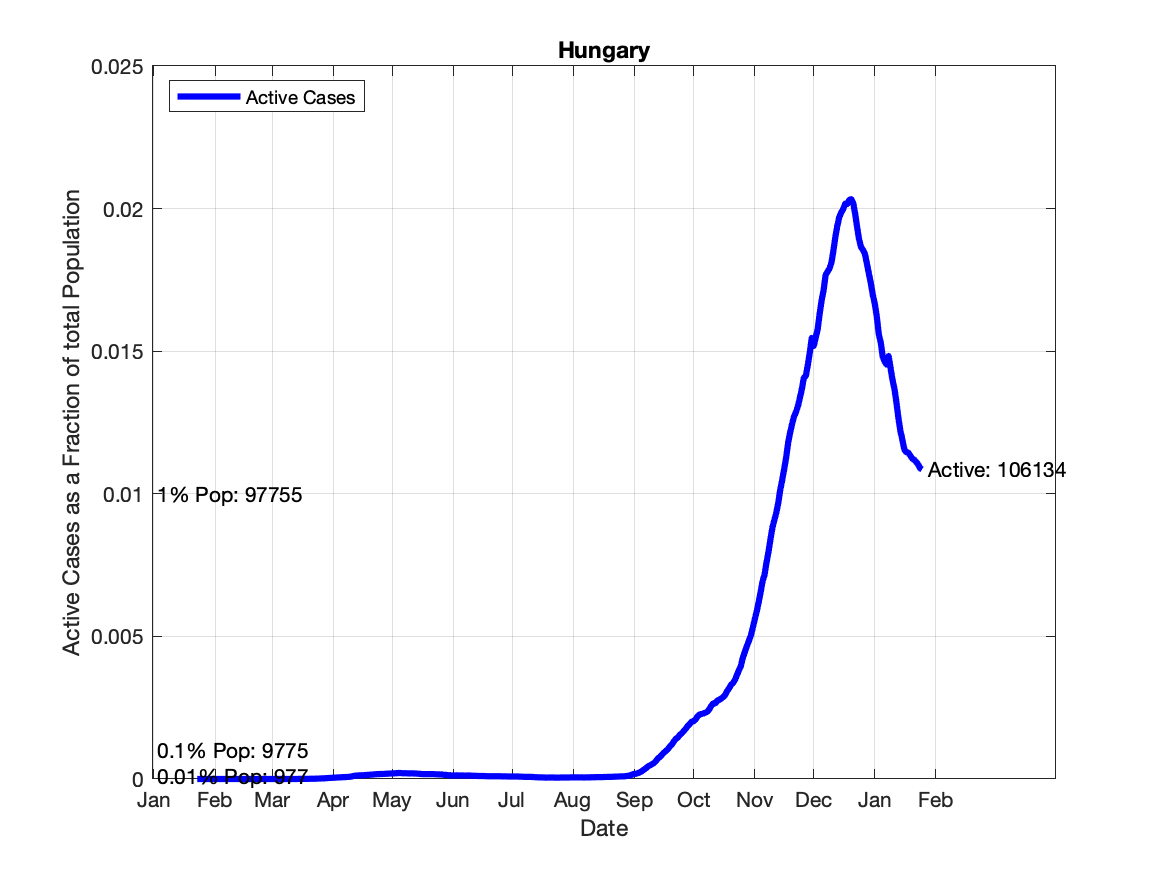 Hungary
0.025
Active Cases
0.02
0.015
0.01
0.005
0
Active Cases as a Fraction of total Population
1% Pop: 97755
0.1% Pop: 9775
0.01% Pop: 977
Active: 106134
Jan Feb Mar Apr May Jun Jul Aug Sep Oct Nov Dec Jan Feb
Date